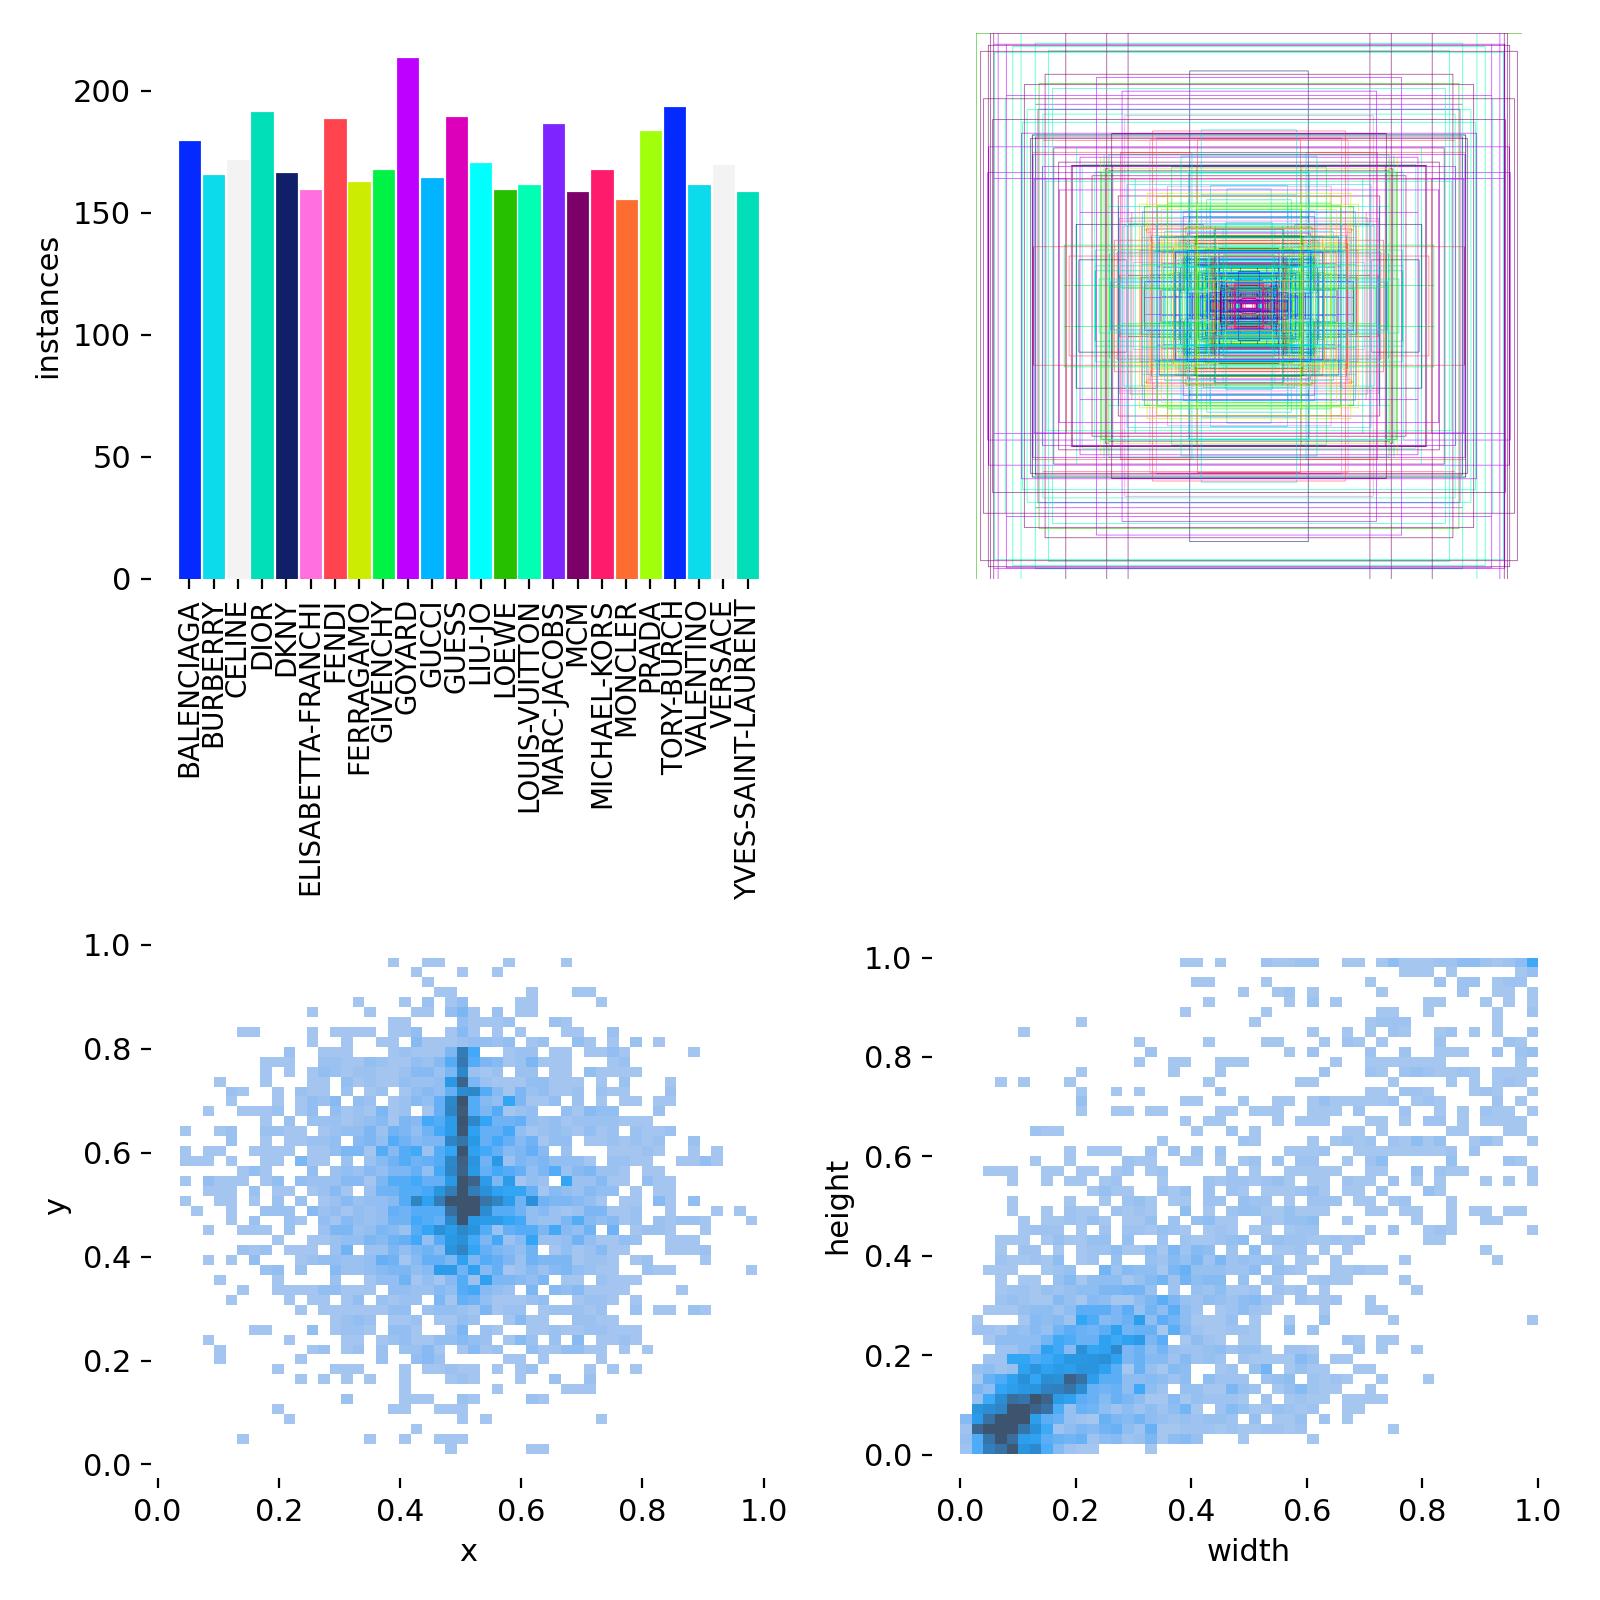 200
150
100
50
0
instances
BALENCIAGA
BURBERRY
CELINE
DIOR
DKNY
ELISABETTA-FRANCHI
FENDI
FERRAGAMO
GIVENCHY
GOYARD
GUCCI
GUESS
LIU-JO
LOEWE
LOUIS-VUITTON
MARC-JACOBS
MCM
MICHAEL-KORS
MONCLER
PRADA
TORY-BURCH
VALENTINO
VERSACE
YVES-SAINT-LAURENT
1.0
0.8
0.6
0.4
0.2
0.0
y
0.0 0.2 0.4 0.6 0.8 1.0
x
1.0
0.8
0.6
0.4
0.2
0.0
height
0.0 0.2 0.4 0.6 0.8 1.0
width